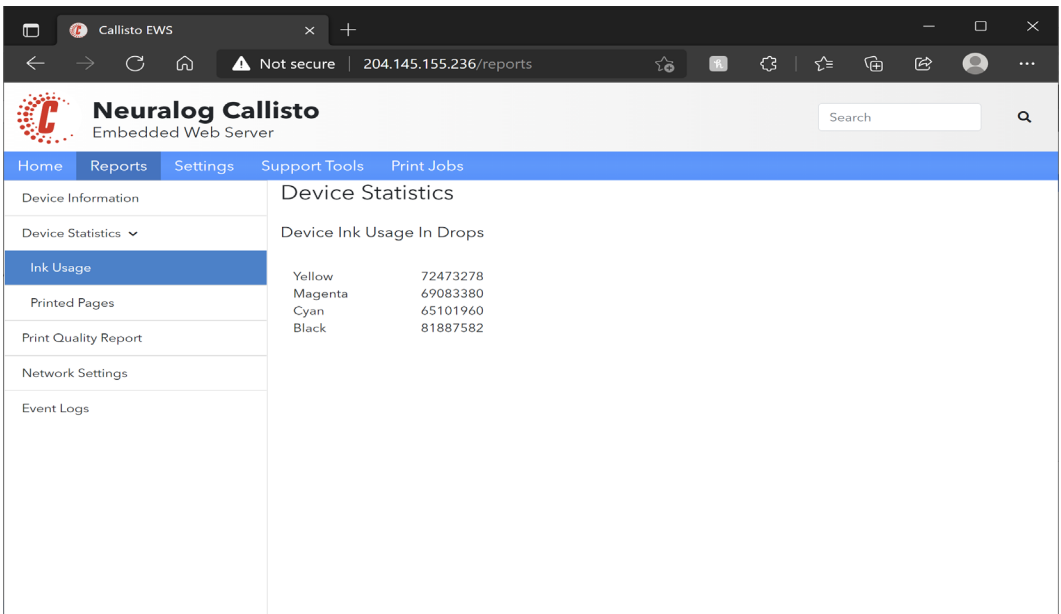 Callisto EWS
Not secure | 204.145.155.236/reports
Neuralog Callisto
Embedded Web Server
Search
Home Reports Settings Support Tools Print Jobs
Device Information
Device Statistics
Ink Usage
Printed Pages
Print Quality Report
Network Settings
Event Logs
Device Statistics
Device Ink Usage In Drops
Yellow 72473278
Magenta 69083380
Cyan 65101960
Black 81887582